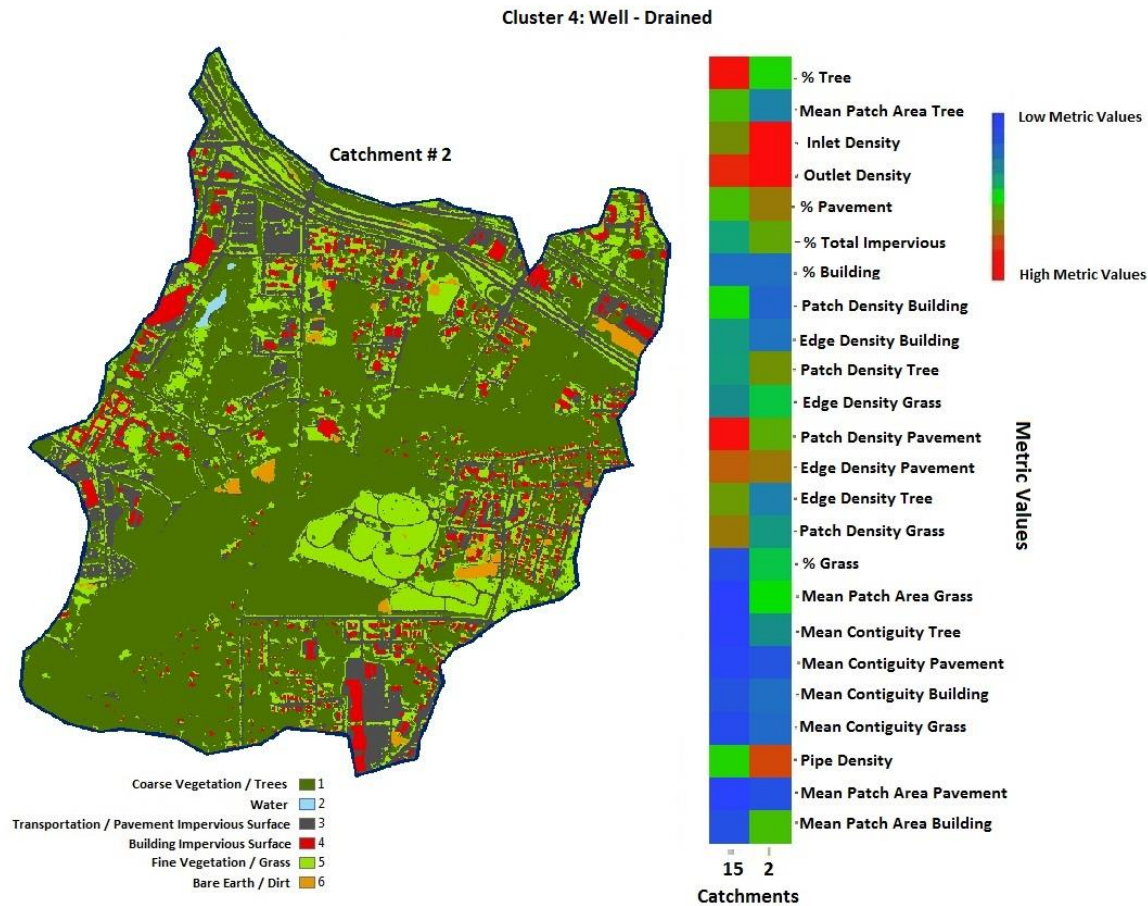 Cluster 4: Well - Drained
Catchment # 2
Coarse Vegetation / Trees 1
Water 2
Transportation / Pavement Impervious Surface 3
Building Impervious Surface 4
Fine Vegetation / Grass 5
Bare Earth / Dirt 6
% Tree
Mean Patch Area Tree
Inlet Density
Outlet Density
% Pavement
% Total Impervious
% Building
Patch Density Building
Edge Density Building
Patch Density Tree
Edge Density Grass
Patch Density Pavement
Edge Density Pavement
Edge Density Tree
Patch Density Grass
% Grass
Mean Patch Area Grass
Mean Contiguity Tree
Mean Contiguity Pavement
Mean Contiguity Building
Mean Contiguity Grass
Pipe Density
Mean Patch Area Pavement
Mean Patch Area Building
15 2
Catchments
Low Metric Values
High Metric Values
Metric Values